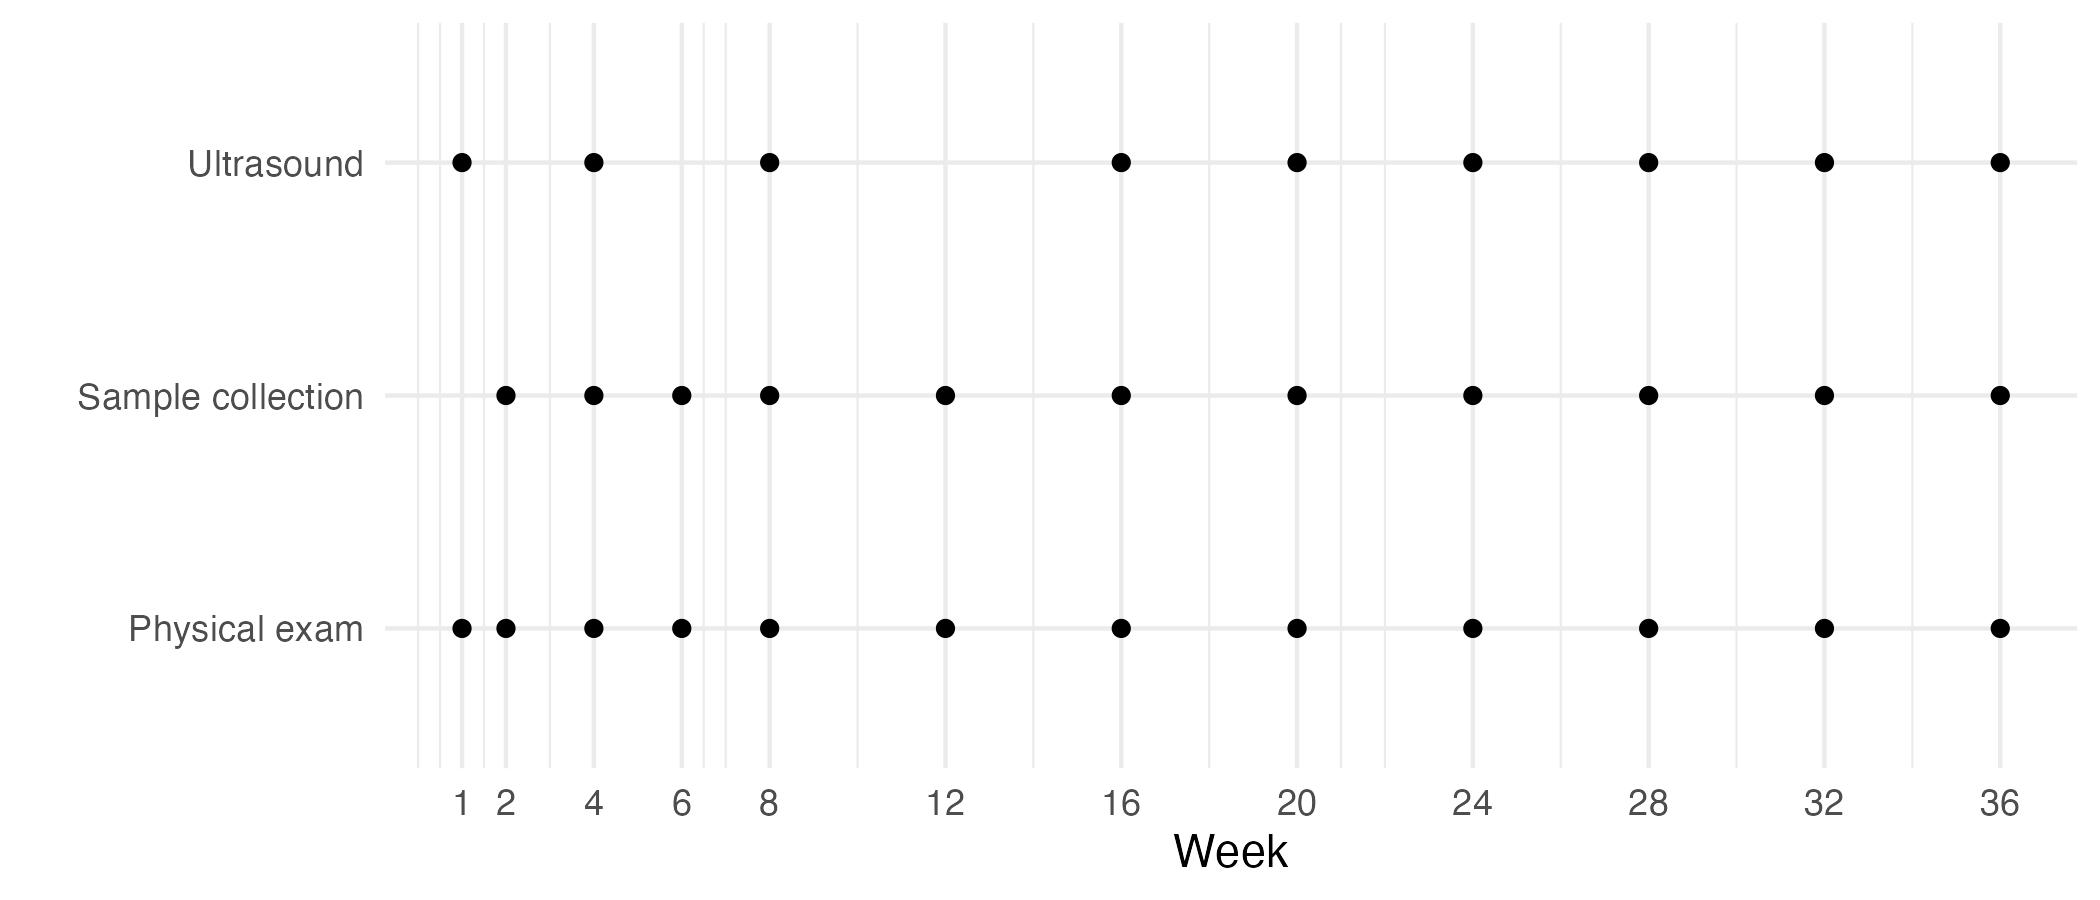 Ultrasound
Sample collection
Physical exam
1 2 4 6 8 12 16 20 24 28 32 36
Week